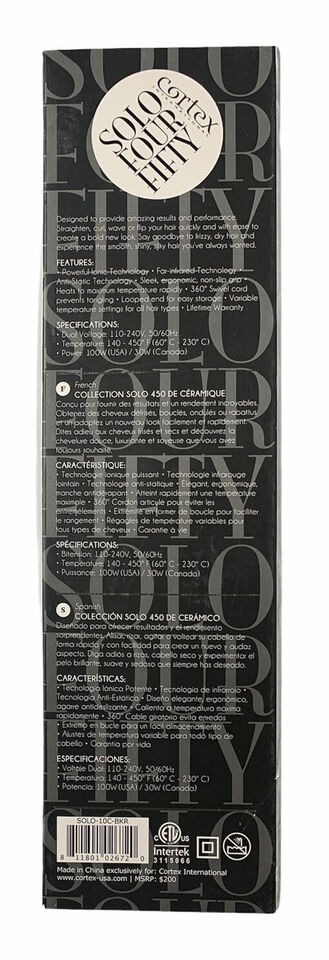 CorteX
SOLO
FOUR
FIFTY
SOLO
FOUR
FIFTY
Designed to provide amazing results and perfomance.
Straighten, curl, wave or flip your hair quickly and with ease to
create a bold new look. Say goodbye to frizzy, dry hair and
experience the smooth, shiny, silky hair you've always wanted.
FEATURES:
• Powerful Ionic Technology • Far-infrared Technology •
Anti-Static Technology • Sleek, ergonomic, non-slip grip •
Heats to maximum temperature rapidly • 360° Swivel cord
prevents tangling • Looped end for easy storage • Variable
temperature settings for all hair types • Lifetime Warranty
SPECIFICATIONS:
• Dual Voltage: 110-240V, 50/60Hz
• Temperature: 140 - 450° F (60° C - 230° C)
• Power: 100W (USA) / 30W (Canada)
F French
COLLECTION SOLO 450 DE CÉRAMIQUE
Conçu pour fournir des résultats et un rendement incroyables.
Obtenez des cheveux défrisés, bouclés, ondulés ou rabattus
et un adoptez un nouveau look facilement et rapidement.
Dites adieu aux cheveux frisés et secs et découvrez la
chevelure douce, lumineuse et soyeuse que vous avez
toujours souhaité.
CARACTÉRISTIQUE:
• Technologie ionique puissant • Technologie infrarouge
lointain • Technologie anti-statique • Élégant, ergonomique,
manche antidérapant • Atteint rapidement une température
maximale • 360° Cordon articulé pour éviter les
entremêlements • Extremité en former de boucle pour faciliter
le rangement • Réglages de température variables pour
tous types de cheveux • Garantie à vie
SPÉCIFICATIONS:
• Bitension: 110-240V, 50/60Hz
• Temperature: 140 - 450° F (60° C - 230° C)
• Puissance: 100W (USA) / 30W (Canada)
S Spanish
COLECCIÓN SOLO 450 DE CERÁMICO
Diseñado para ofrecer resultados y el rendimiento
sorprendentes. Alisar, rizar, agitar o voltear su cabello de
forma rápida y con facilidad para crear un nuevo y audaz
aspecto. Diga adiós a rizos, cabello seco y experimentar el
pelo brillante, suave y sedoso que siempre has deseado.
CARACTERÍSTICAS:
• Tecnología Iónica Potente • Tecnología de infrarrojo •
Tecnología Anti-Estática • Diseño elegante, ergonómico,
agarre antideslizante • Calienta a temperatura máxima
rapidamente • 360° Cable giratorio evita enredos
• Extremo en bucle para un fácil almacenamiento
• Ajustes de temperatura variable para todo tipo de
cabello • Garantia por vida
ESPECIFICACIONES:
• Voltaje Dual: 110-240V, 50/60Hz
• Temperatura: 140 - 450° F (60° C - 230° C)
• Potencia: 100W (USA) / 30W (Canada)
SOLO-10C-BKR
8 11801 02672 0
C ETL US
Intertek
3115066
Made in China exclusively for: Cortex International
www.cortex-usa.com | MSRP: $200